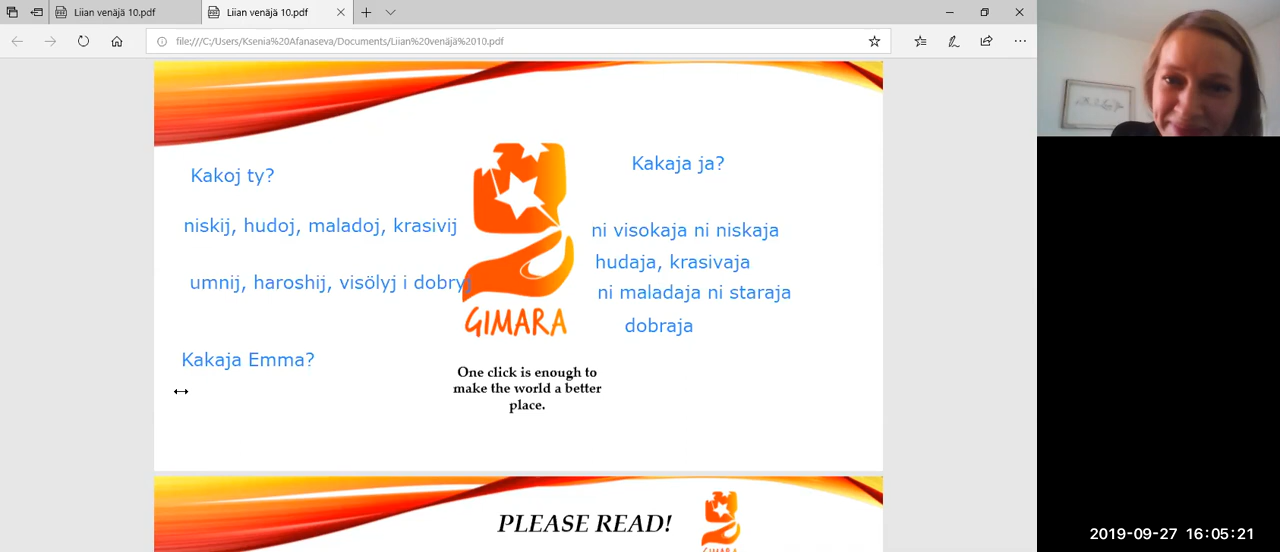 Liian venäjä 10.pdf
Liian venäjä 10.pdf
file:///C:/Users/Ksenia%20Afanaseva/Documents/Liian%20venäjä%2010.pdf
Kakoj ty?
niskij, hudoj, maladoj, krasivij
umnij, haroshij, visölyj i dobryj
Kakaja Emma?
GIMARA
One click is enough to
make the world a better
place.
Kakaja ja?
ni visokaja ni niskaja
hudaja, krasivaja
ni maladaja ni staraja
dobraja
PLEASE READ!
GIMARA
2019-09-27 16:05:21